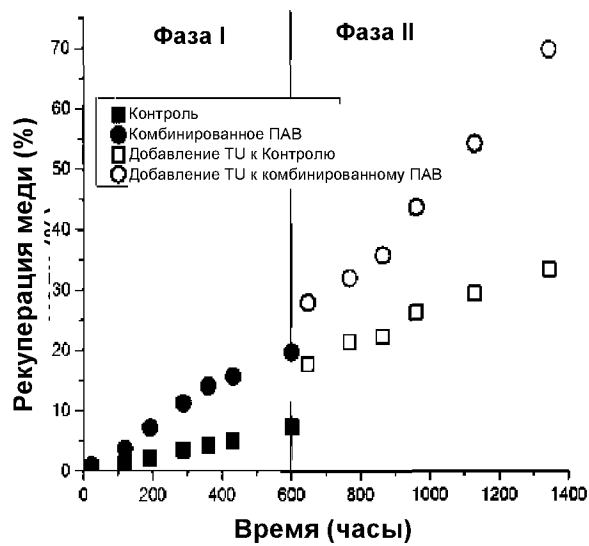 Фаза I
Фаза II
Контроль
Комбинированное ПАВ
Добавление TU к Контролю
Добавление TU к комбинированному ПАВ
Рекуперация меди (%)
70
60
50
40
30
20
10
0
0 200 400 600 800 1000 1200 1400
Время (часы)